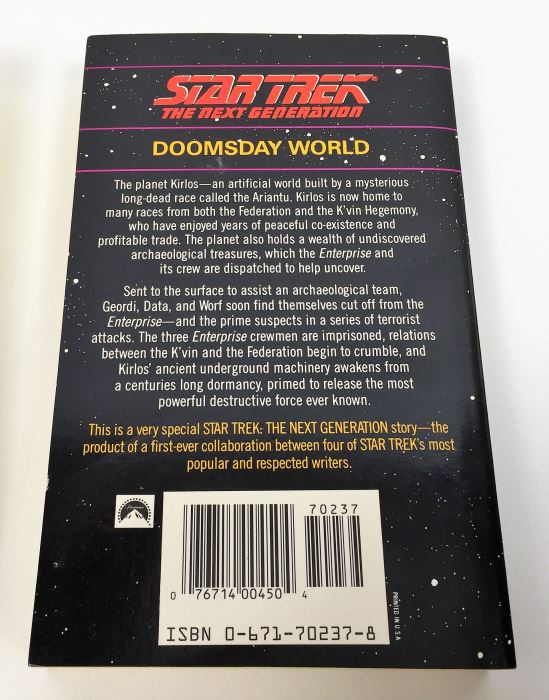 STAR TREK®
THE NEXT GENERATION
DOOMSDAY WORLD
The planet Kirlos—an artificial world built by a mysterious
long-dead race called the Ariantu. Kirlos is now home to
many races from both the Federation and the K'vin Hegemony,
who have enjoyed years of peaceful co-existence and
profitable trade. The planet also holds a wealth of undiscovered
archaeological treasures, which the Enterprise and
its crew are dispatched to help uncover.
Sent to the surface to assist an archaeological team,
Geordi, Data, and Worf soon find themselves cut off from the
Enterprise—and the prime suspects in a series of terrorist
attacks. The three Enterprise crewmen are imprisoned, relations
between the K'vin and the Federation begin to crumble, and
Kirlos' ancient underground machinery awakens from
a centuries long dormancy, primed to release the most
powerful destructive force ever known.
This is a very special STAR TREK: THE NEXT GENERATION story—the
product of a first-ever collaboration between four of STAR TREK's most
popular and respected writers.
70237
0 76714 00450 4
ISBN 0-671-70237-8
PRINTED IN U S A